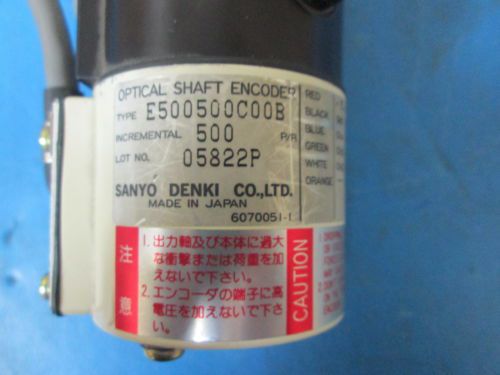 OPTICAL SHAFT ENCODER
TYPE E500500C00B
INCREMENTAL 500 P/R
LOT NO. 05822P
SANYO DENKI CO.,LTD.
MADE IN JAPAN
6070051-1
RED
BLACK
BLUE
GREEN
WHITE
ORANGE
注意
1.出力軸及び本体に過大
な衝撃または荷重を加
えないで下さい。
2.エンコーダの端子に高
電圧を加えないで下さ
い。
CAUTION